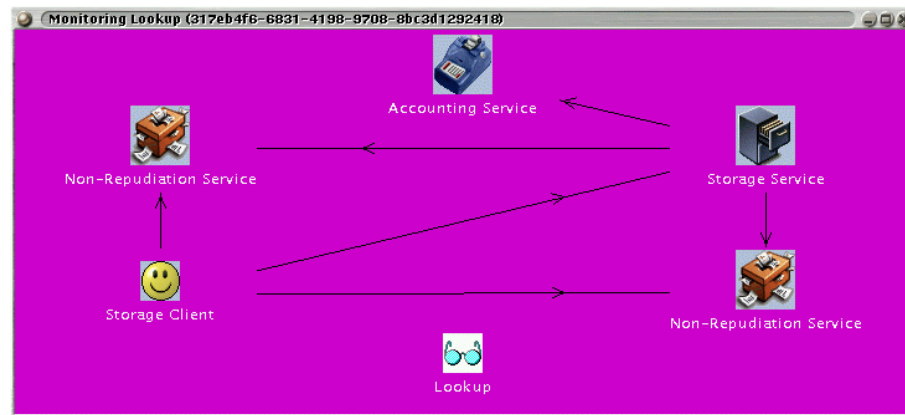 Monitoring Lookup (317eb4f6-6831-4198-9708-8bc3d1292418)
Accounting Service
Non-Repudiation Service
Storage Service
Storage Client
Non-Repudiation Service
Lookup